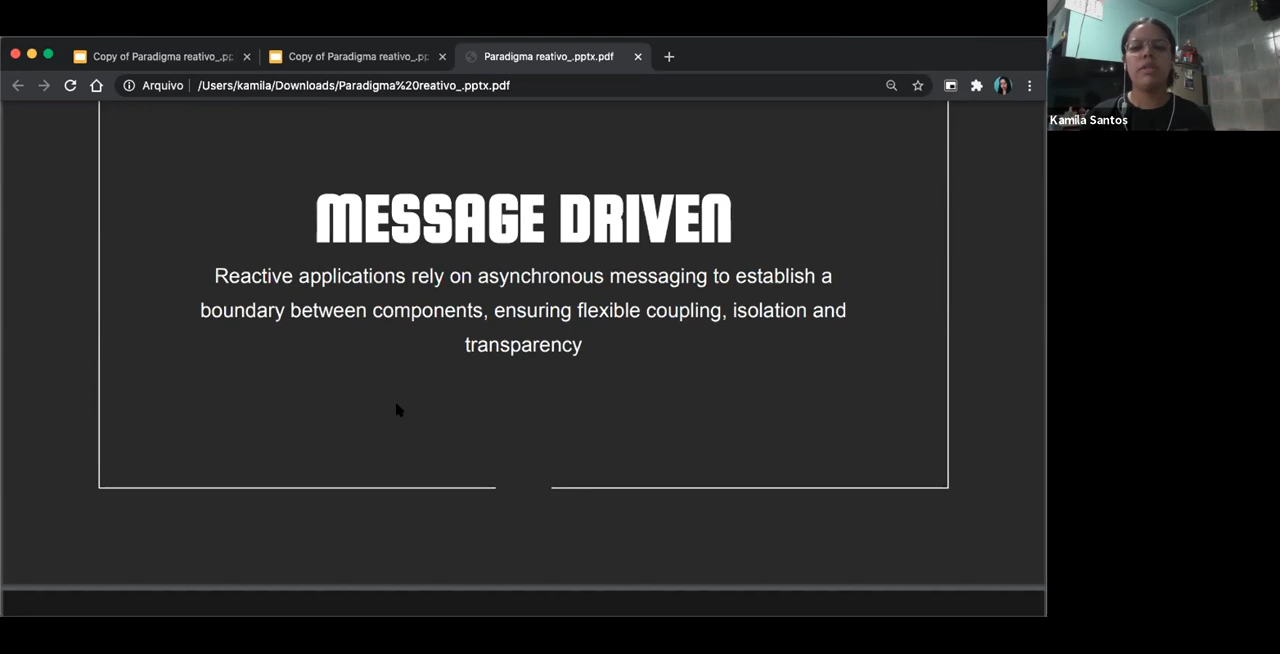 Copy of Paradigma reativo_.pp
Copy of Paradigma reativo_.pp
Paradigma reativo_.pptx.pdf
Arquivo
/Users/kamila/Downloads/Paradigma%20reativo_.pptx.pdf
MESSAGE DRIVEN
Reactive applications rely on asynchronous messaging to establish a
boundary between components, ensuring flexible coupling, isolation and
transparency
Kamila Santos